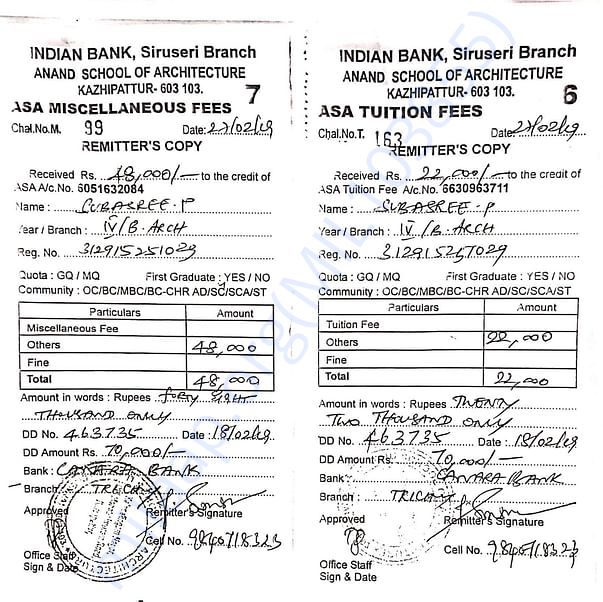 INDIAN BANK, Siruseri Branch
ANAND SCHOOL OF ARCHITECTURE
KAZHIPATTUR- 603 103.
7
ASA MISCELLANEOUS FEES
Chal.No.M. 99 Date: 22/02/19
REMITTER'S COPY
Received Rs. 48,000/- to the credit of
ASA A/c.No. 6051632084
Name : SUBASREE-P
Year / Branch : IV/B.ARCH
Reg. No. 312915251029
Quota : GQ / MQ First Graduate : YES / NO
Community : OC/BC/MBC/BC-CHR AD/SC/SCA/ST
Particulars Amount
Miscellaneous Fee
Others 48,000
Fine
Total 48,000
Amount in words : Rupees FORTY EIGHT
THOUSAND ONLY
DD No. 463735 Date : 18/02/19
DD Amount Rs. 70,000/-
Bank : CANARA BANK
Branch : TRICHY
Approved Remitter's Signature
Cell No. 9840718323
Office Staff
Sign & Date
INDIAN BANK, Siruseri Branch
ANAND SCHOOL OF ARCHITECTURE
KAZHIPATTUR- 603 103.
6
ASA TUITION FEES
Chal.No.T. 163 Date:
REMITTER'S COPY
Received Rs. 22,000/- to the credit of
ASA Tuition Fee A/c.No. 6630963711
Name : SUBASREE-P
Year / Branch : IV/B.ARCH
Reg. No. 312915251029
Quota : GQ / MQ First Graduate : YES / NO
Community : OC/BC/MBC/BC-CHR AD/SC/SCA/ST
Particulars Amount
Tuition Fee
Others 22,000
Fine
Total 22,000
Amount in words : Rupees TWENTY
TWO THOUSAND ONLY
DD No. 463735 Date : 18/02/19
DD Amount Rs. 70,000/-
Bank : CANARA BANK
Branch : TRICHY
Approved Remitter's Signature
Cell No. 9840718323
Office Staff
Sign & Date